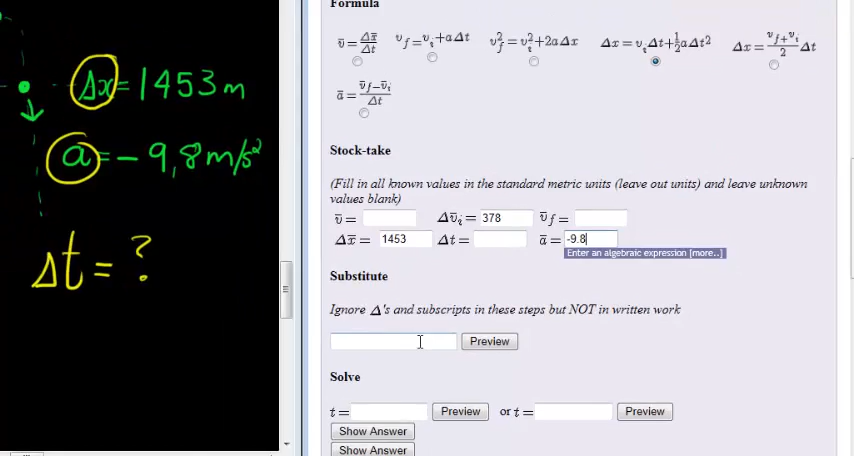 Δx = 1453 m
a = - 9,8 m/s²
Δt = ?
Formula
v̄ = Δx̄/Δt
v_f = v_i + aΔt
v_f² = v_i² + 2aΔx
Δx = v_iΔt + ½aΔt²
Δx = (v_f + v_i)/2 Δt
ā = (v̄_f − v̄_i)/Δt
Stock-take
(Fill in all known values in the standard metric units (leave out units) and leave unknown
values blank)
v̄ = Δv̄_i = 378 v̄_f =
Δx̄ = 1453 Δt = ā = -9.8
Enter an algebraic expression [more..]
Substitute
Ignore Δ's and subscripts in these steps but NOT in written work
Preview
Solve
t = Preview or t = Preview
Show Answer
Show Answer